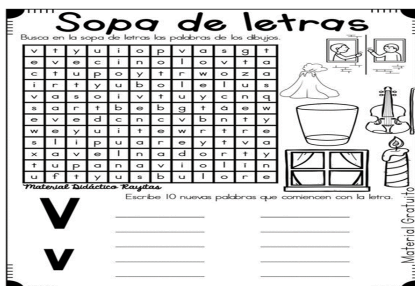 Sopa de letras
Busca en la sopa de letras las palabras de los dibujos.
v t y u i o p v a s g t
e v e c i n o l o v t a
c t u p o y t r w o z a
i r t y u b o l e l u s
v a s o i v t u y c n q
s a r t b e b g t á e w
e v e d c n c v b n t y
w e y u i i e w r t r e
s l i p u a r e y t v a
x a v e l i n a d o r t y
t u p a n a v i o l í n
u f t y u s b u l o r e
Material Didáctico Rayitas
Escribe 10 nuevas palabras que comiencen con la letra.
V
v
Material Gratuito